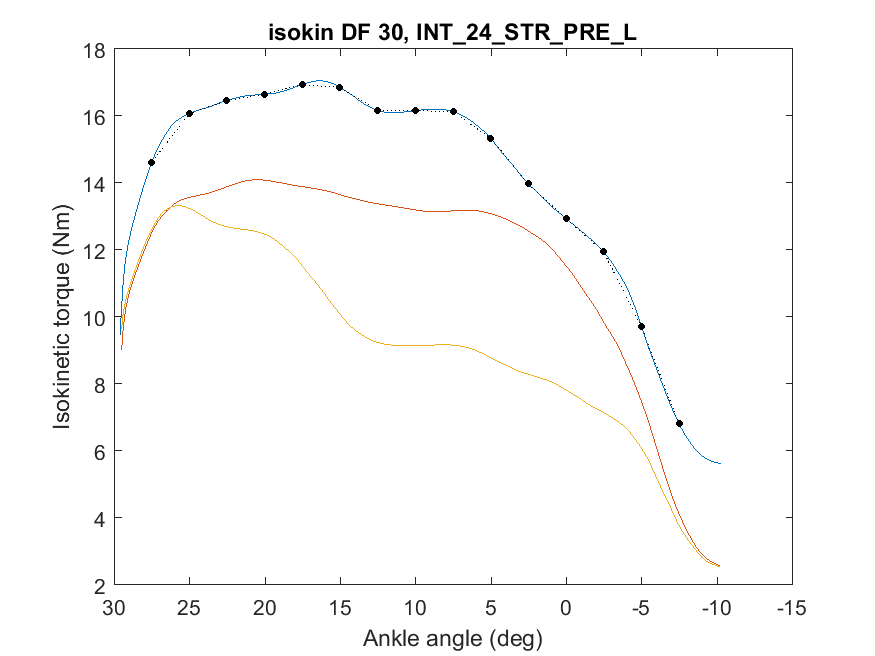 isokin DF 30, INT_24_STR_PRE_L
18
16
14
12
10
8
6
4
2
Isokinetic torque (Nm)
30 25 20 15 10 5 0 -5 -10 -15
Ankle angle (deg)